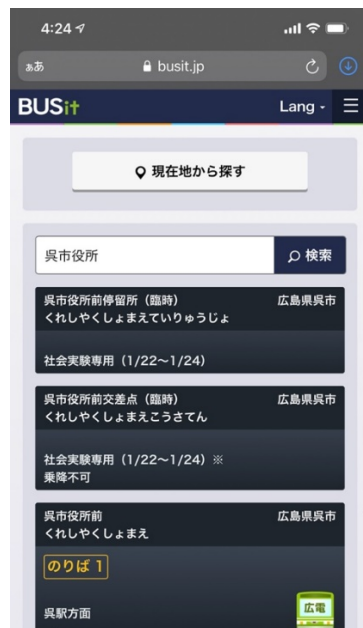 4:24
ぁあ
busit.jp
BUSit
Lang
現在地から探す
呉市役所
検索
呉市役所前停留所（臨時） 広島県呉市
くれしやくしょまえていりゅうじょ
社会実験専用（1/22〜1/24）
呉市役所前交差点（臨時） 広島県呉市
くれしやくしょまえこうさてん
社会実験専用（1/22〜1/24）※
乗降不可
呉市役所前 広島県呉市
くれしやくしょまえ
のりば 1
呉駅方面
広電